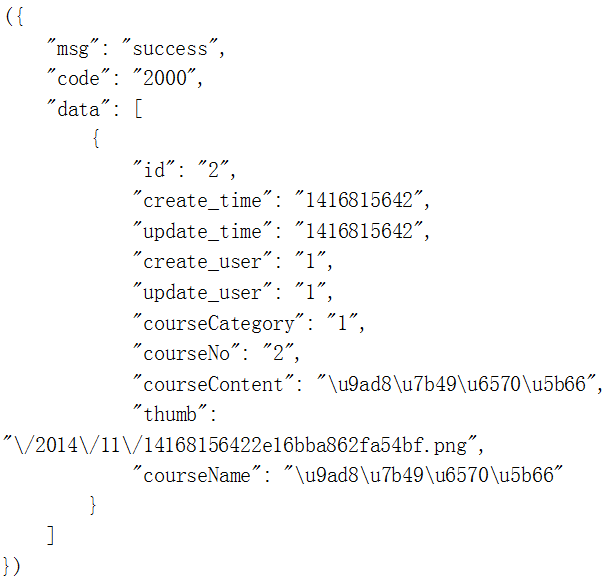 ({
"msg": "success",
"code": "2000",
"data": [
{
"id": "2",
"create_time": "1416815642",
"update_time": "1416815642",
"create_user": "1",
"update_user": "1",
"courseCategory": "1",
"courseNo": "2",
"courseContent": "\u9ad8\u7b49\u6570\u5b66",
"thumb":
"\/2014\/11\/14168156422e16bba862fa54bf.png",
"courseName": "\u9ad8\u7b49\u6570\u5b66"
}
]
})